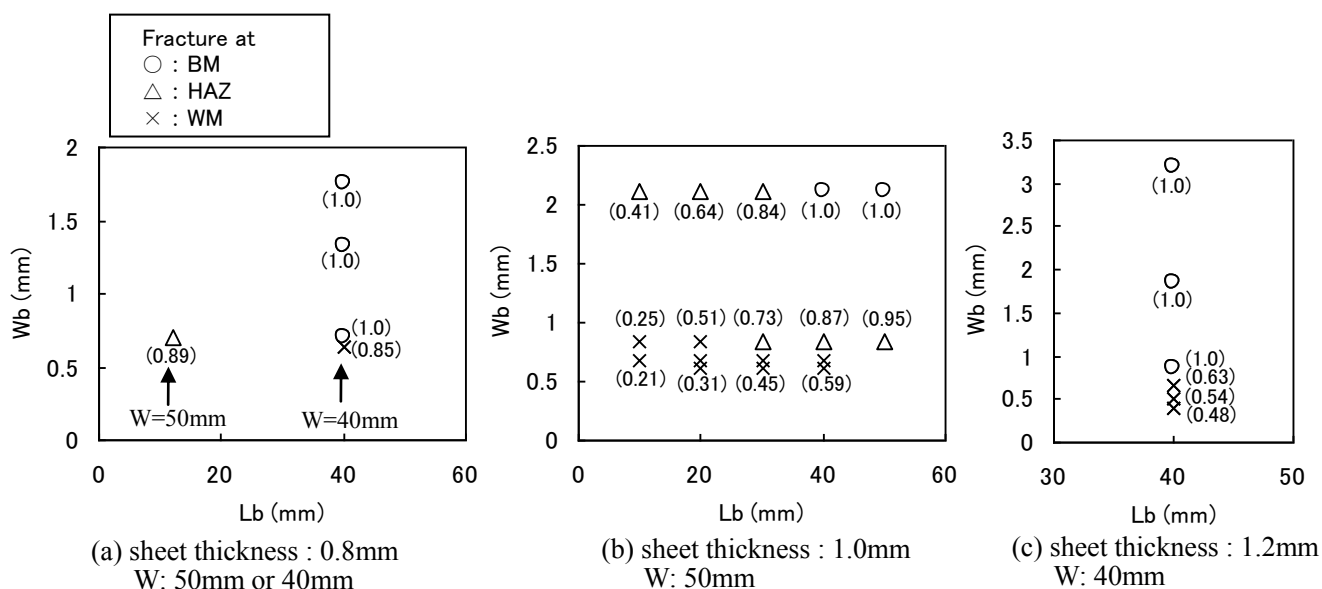 Fracture at
○ : BM
△ : HAZ
× : WM
2
1.5
1
0.5
0
Wb (mm)
(1.0)
(1.0)
(1.0)
(0.85)
(0.89)
W=50mm
W=40mm
0
20
40
60
Lb (mm)
(a) sheet thickness : 0.8mm
W: 50mm or 40mm
2.5
2
1.5
1
0.5
0
Wb (mm)
(0.41) (0.64) (0.84) (1.0) (1.0)
(0.25) (0.51) (0.73) (0.87) (0.95)
(0.21) (0.31) (0.45) (0.59)
0
20
40
60
Lb (mm)
(b) sheet thickness : 1.0mm
W: 50mm
3.5
3
2.5
2
1.5
1
0.5
0
Wb (mm)
(1.0)
(1.0)
(1.0)
(0.63)
(0.54)
(0.48)
30
40
50
Lb (mm)
(c) sheet thickness : 1.2mm
W: 40mm